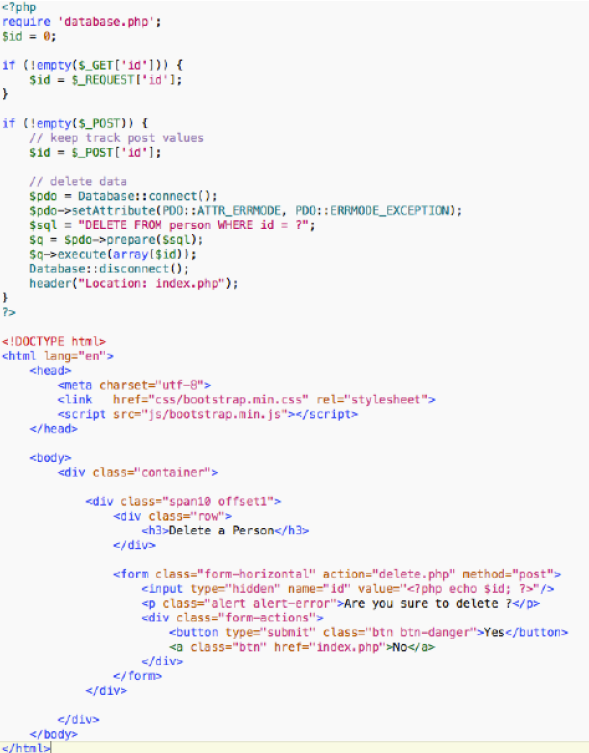 <?php
require 'database.php';
$id = 0;

if (!empty($_GET['id'])) {
    $id = $_REQUEST['id'];
}

if (!empty($_POST)) {
    // keep track post values
    $id = $_POST['id'];

    // delete data
    $pdo = Database::connect();
    $pdo->setAttribute(PDO::ATTR_ERRMODE, PDO::ERRMODE_EXCEPTION);
    $sql = "DELETE FROM person WHERE id = ?";
    $q = $pdo->prepare($sql);
    $q->execute(array($id));
    Database::disconnect();
    header("Location: index.php");
}
?>

<!DOCTYPE html>
<html lang="en">
    <head>
        <meta charset="utf-8">
        <link   href="css/bootstrap.min.css" rel="stylesheet">
        <script src="js/bootstrap.min.js"></script>
    </head>

    <body>
        <div class="container">

            <div class="span10 offset1">
                <div class="row">
                    <h3>Delete a Person</h3>
                </div>

                <form class="form-horizontal" action="delete.php" method="post">
                    <input type="hidden" name="id" value="<?php echo $id; ?>"/>
                    <p class="alert alert-error">Are you sure to delete ?</p>
                    <div class="form-actions">
                        <button type="submit" class="btn btn-danger">Yes</button>
                        <a class="btn" href="index.php">No</a>
                    </div>
                </form>
            </div>

        </div>
    </body>
</html>